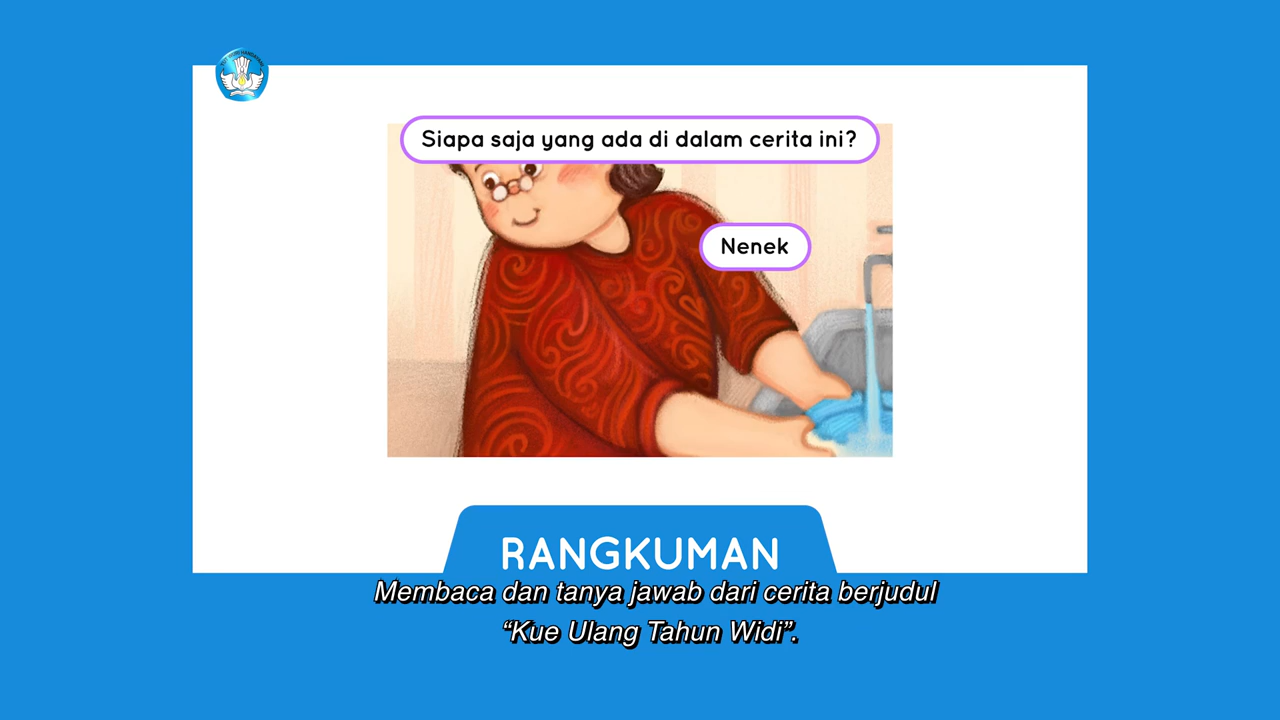 Siapa saja yang ada di dalam cerita ini?
Nenek
RANGKUMAN
Membaca dan tanya jawab dari cerita berjudul
“Kue Ulang Tahun Widi”.